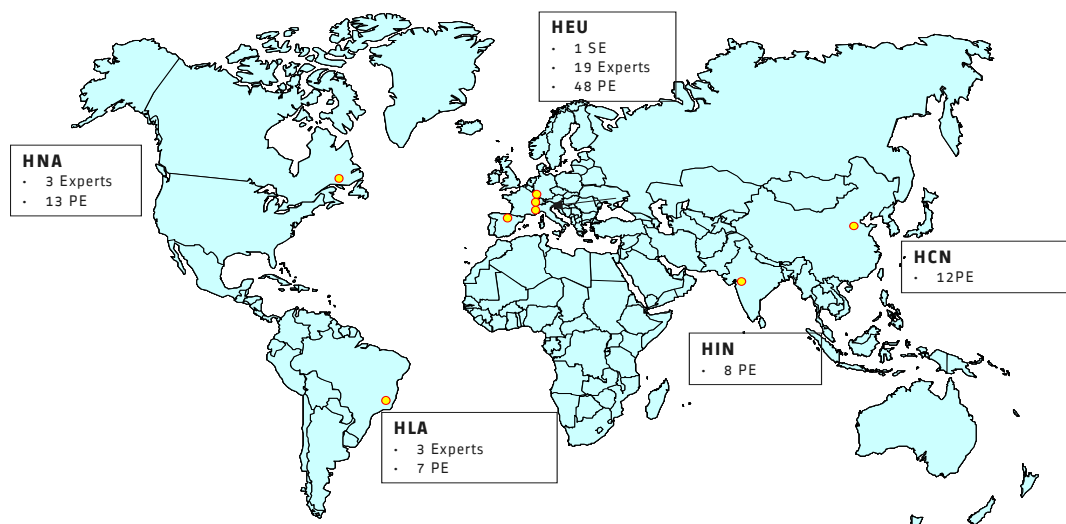 HEU
· 1 SE
· 19 Experts
· 48 PE
HNA
· 3 Experts
· 13 PE
HCN
· 12PE
HIN
· 8 PE
HLA
· 3 Experts
· 7 PE